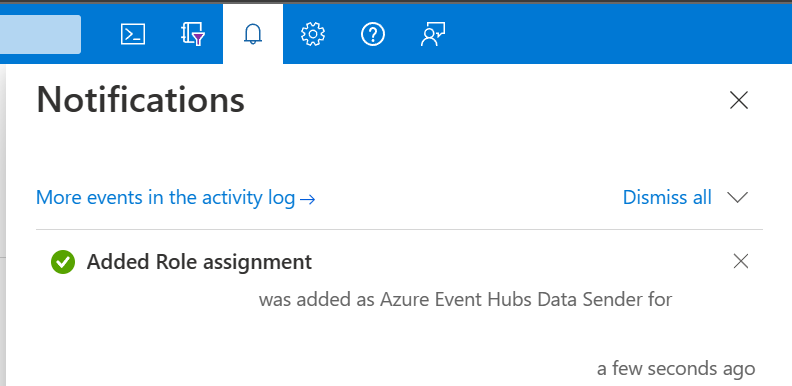 Notifications
More events in the activity log →
Dismiss all
Added Role assignment
was added as Azure Event Hubs Data Sender for
a few seconds ago